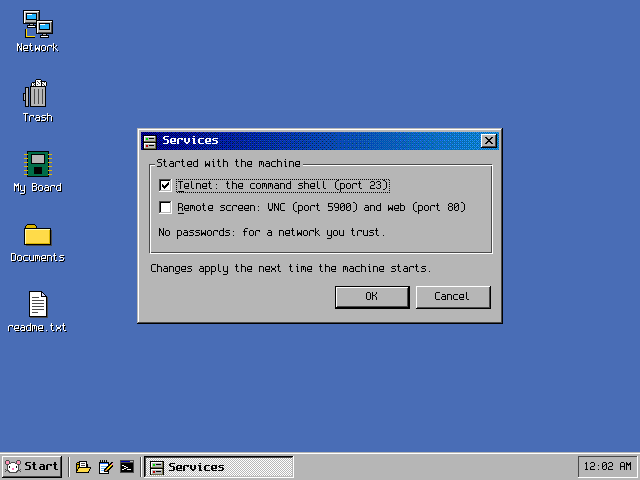 Network
Trash
My Board
Documents
readme.txt
Services
Started with the machine
Telnet: the command shell (port 23)
Remote screen: VNC (port 5900) and web (port 80)
No passwords: for a network you trust.
Changes apply the next time the machine starts.
OK
Cancel
Start
Services
12:02 AM